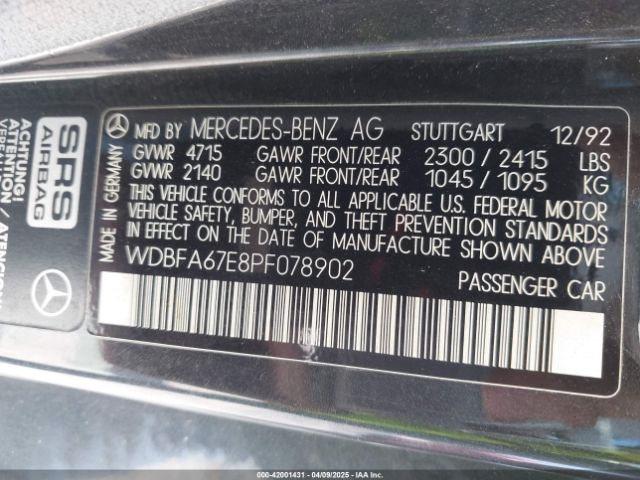 MFD BY MERCEDES-BENZ AG STUTTGART 12/92
GVWR 4715 GAWR FRONT/REAR 2300 / 2415 LBS
GVWR 2140 GAWR FRONT/REAR 1045 / 1095 KG
THIS VEHICLE CONFORMS TO ALL APPLICABLE U.S. FEDERAL MOTOR
VEHICLE SAFETY, BUMPER, AND THEFT PREVENTION STANDARDS
IN EFFECT ON THE DATE OF MANUFACTURE SHOWN ABOVE
WDBFA67E8PF078902
PASSENGER CAR
MADE IN GERMANY
SRS
AIRBAG
ACHTUNG!
ATTENTION
000-42001431 - 04/09/2025 - IAA Inc.